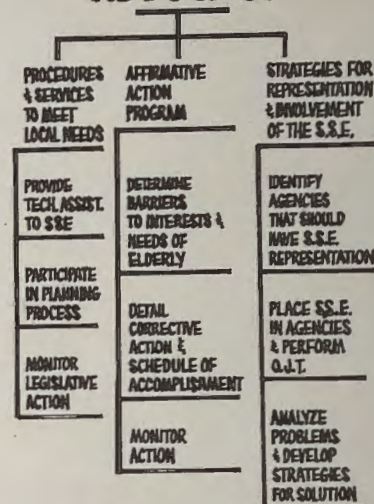 PROCEDURES
& SERVICES
TO MEET
LOCAL NEEDS
PROVIDE
TECH. ASSIST.
TO SSE
PARTICIPATE
IN PLANNING
PROCESS
MONITOR
LEGISLATIVE
ACTION
AFFIRMATIVE
ACTION
PROGRAM
DETERMINE
BARRIERS
TO INTERESTS &
NEEDS OF
ELDERLY
DETAIL
CORRECTIVE
ACTION &
SCHEDULE OF
ACCOMPLISHMENT
MONITOR
ACTION
STRATEGIES FOR
REPRESENTATION
& INVOLVEMENT
OF THE S.S.E.
IDENTIFY
AGENCIES
THAT SHOULD
HAVE S.S.E.
REPRESENTATION
PLACE S.S.E.
IN AGENCIES
& PERFORM
O.J.T.
ANALYZE
PROBLEMS
& DEVELOP
STRATEGIES
FOR SOLUTION